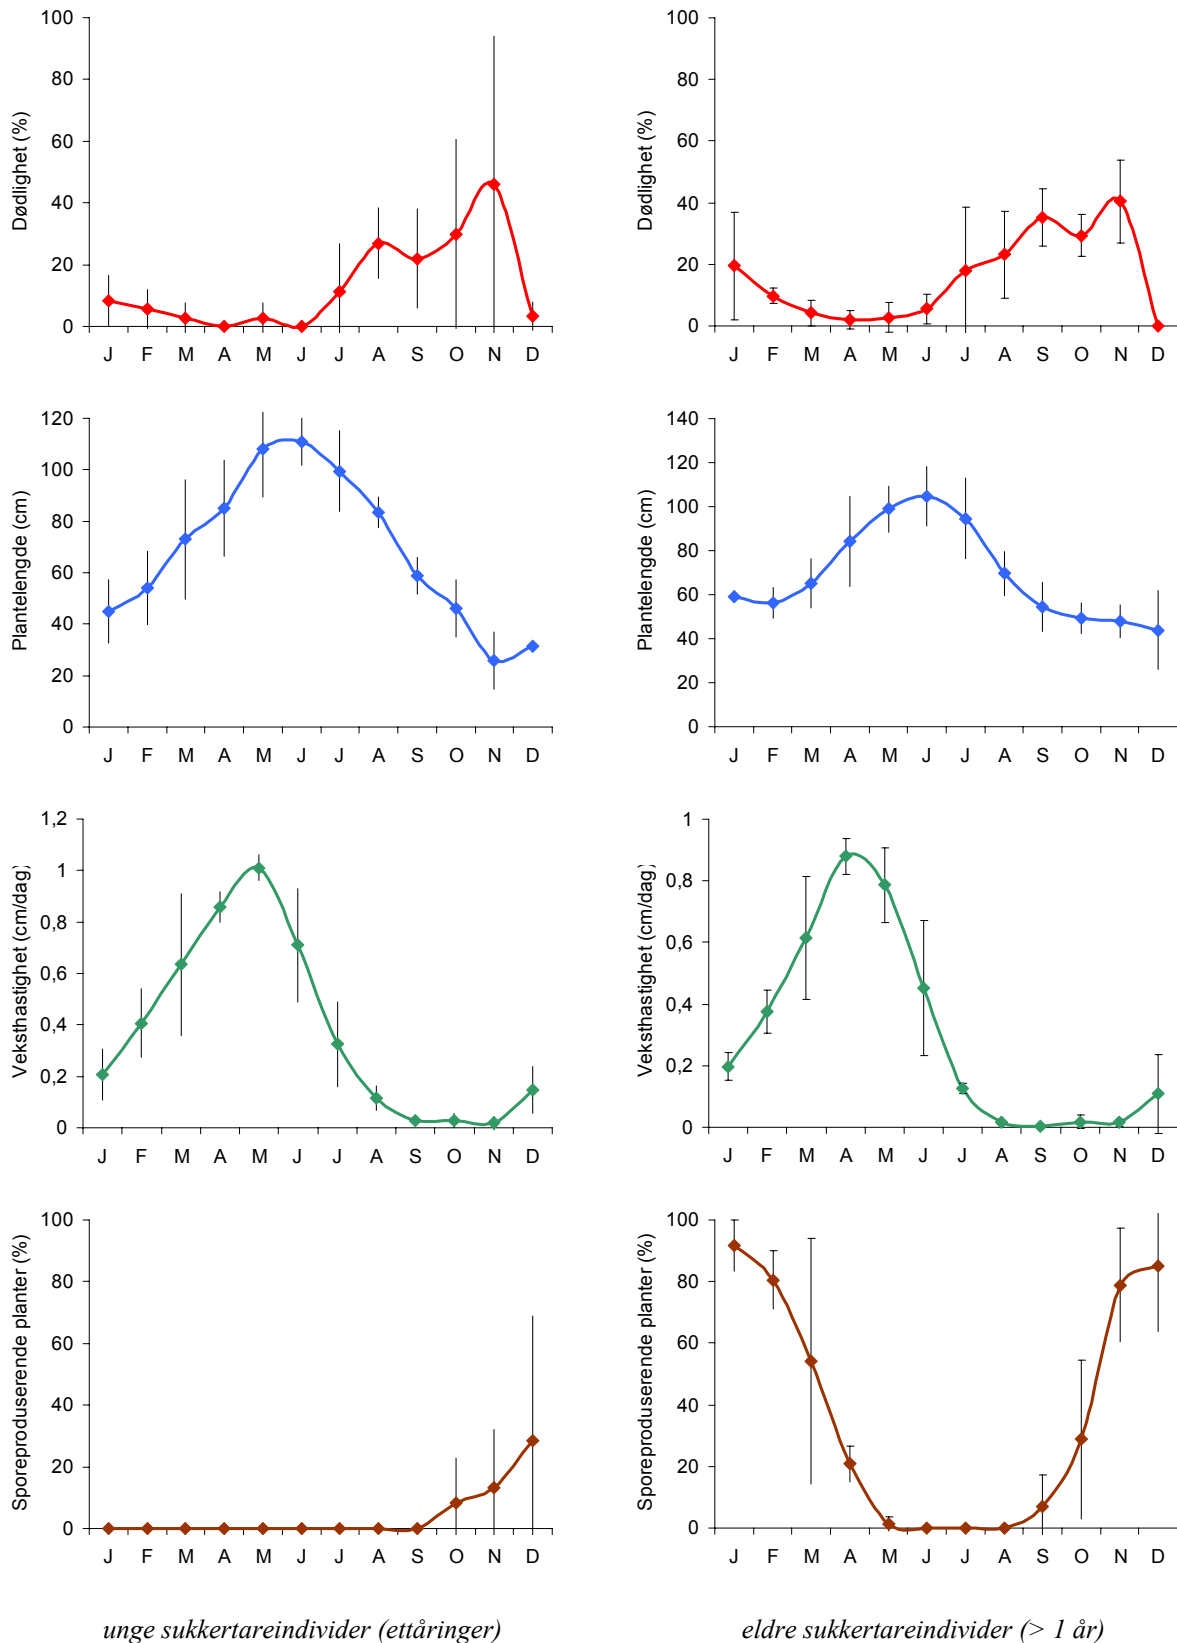 Dødlighet (%)
100
80
60
40
20
0
J F M A M J J A S O N D
Dødlighet (%)
100
80
60
40
20
0
J F M A M J J A S O N D
Plantelengde (cm)
120
100
80
60
40
20
0
J F M A M J J A S O N D
Plantelengde (cm)
140
120
100
80
60
40
20
0
J F M A M J J A S O N D
Veksthastighet (cm/dag)
1,2
1
0,8
0,6
0,4
0,2
0
J F M A M J J A S O N D
Veksthastighet (cm/dag)
1
0,8
0,6
0,4
0,2
0
J F M A M J J A S O N D
Sporeproduserende planter (%)
100
80
60
40
20
0
J F M A M J J A S O N D
Sporeproduserende planter (%)
100
80
60
40
20
0
J F M A M J J A S O N D
unge sukkertareindivider (ettåringer)
eldre sukkertareindivider (> 1 år)